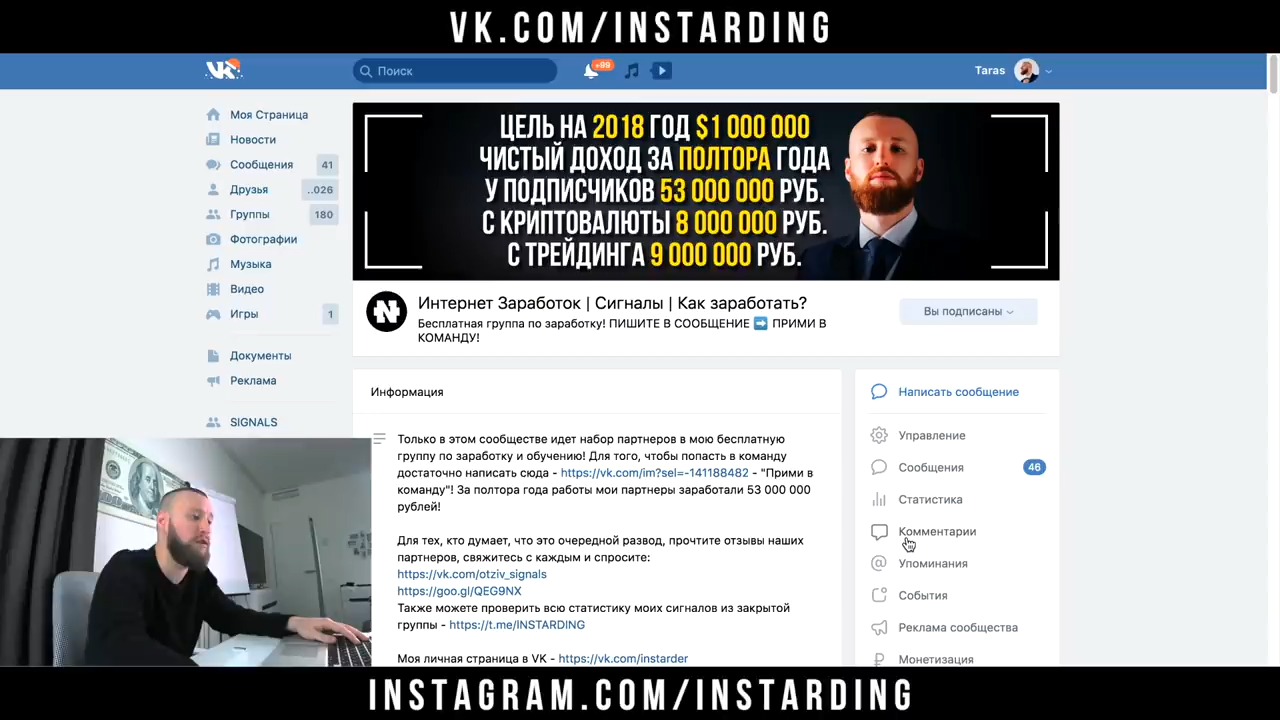 VK.COM/INSTARDING
Поиск
+99
Taras
ЦЕЛЬ НА 2018 ГОД $1 000 000
ЧИСТЫЙ ДОХОД ЗА ПОЛТОРА ГОДА
У ПОДПИСЧИКОВ 53 000 000 РУБ.
С КРИПТОВАЛЮТЫ 8 000 000 РУБ.
С ТРЕЙДИНГА 9 000 000 РУБ.
Моя Страница
Новости
Сообщения 41
Друзья ..026
Группы 180
Фотографии
Музыка
Видео
Игры 1
Документы
Реклама
SIGNALS
Интернет Заработок | Сигналы | Как заработать?
Бесплатная группа по заработку! ПИШИТЕ В СООБЩЕНИЕ ➡ ПРИМИ В
КОМАНДУ!
Вы подписаны
Информация
Только в этом сообществе идет набор партнеров в мою бесплатную
группу по заработку и обучению! Для того, чтобы попасть в команду
достаточно написать сюда - https://vk.com/im?sel=-141188482 - "Прими в
команду"! За полтора года работы мои партнеры заработали 53 000 000
рублей!
Для тех, кто думает, что это очередной развод, прочтите отзывы наших
партнеров, свяжитесь с каждым и спросите:
https://vk.com/otziv_signals
https://goo.gl/QEG9NX
Также можете проверить всю статистику моих сигналов из закрытой
группы - https://t.me/INSTARDING
Моя личная страница в VK - https://vk.com/instarder
Написать сообщение
Управление
Сообщения 46
Статистика
Комментарии
Упоминания
События
Реклама сообщества
Монетизация
INSTAGRAM.COM/INSTARDING